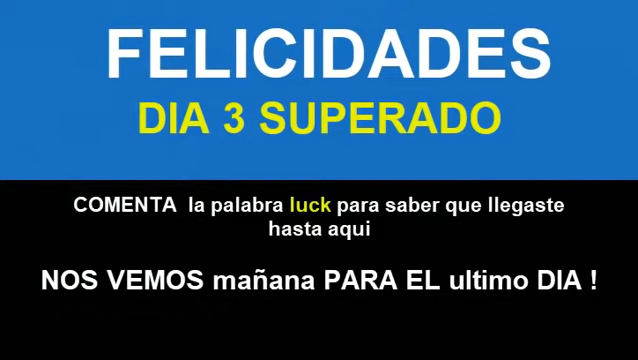 FELICIDADES
DIA 3 SUPERADO
COMENTA la palabra luck para saber que llegaste
hasta aqui
NOS VEMOS mañana PARA EL ultimo DIA !